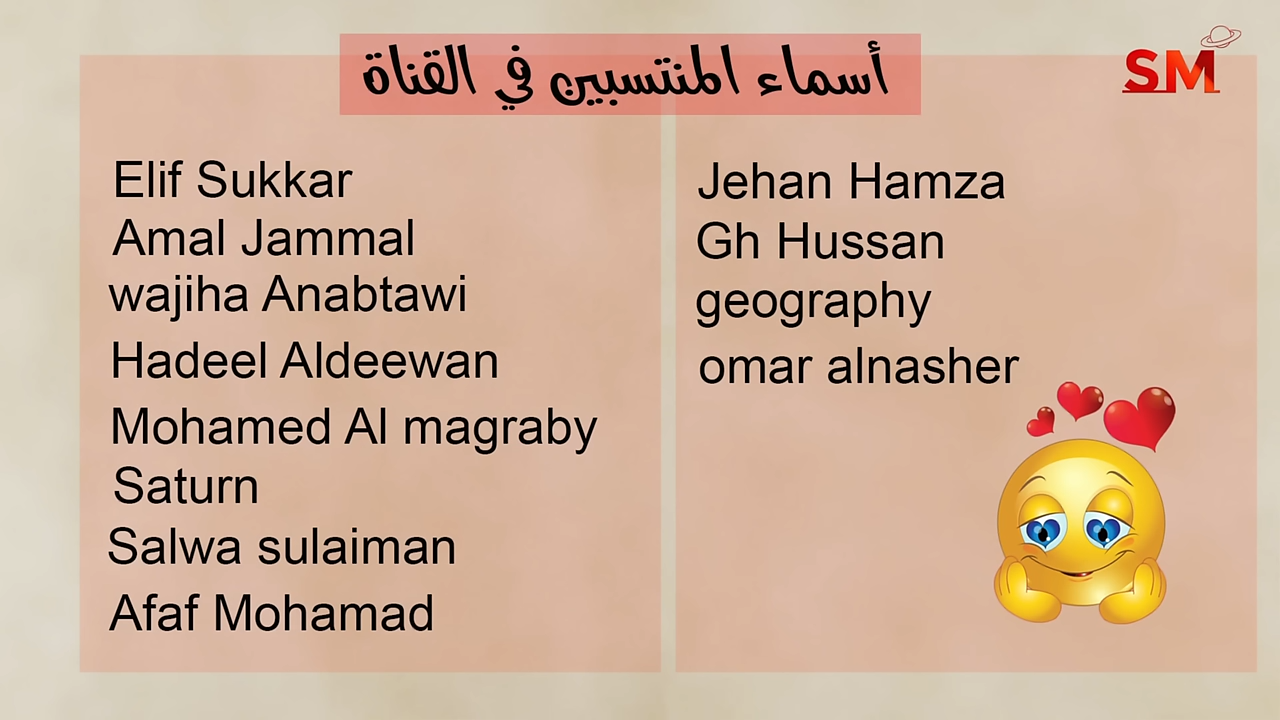 أسماء المنتسبين في القناة
SM
Elif Sukkar
Amal Jammal
wajiha Anabtawi
Hadeel Aldeewan
Mohamed Al magraby
Saturn
Salwa sulaiman
Afaf Mohamad
Jehan Hamza
Gh Hussan
geography
omar alnasher